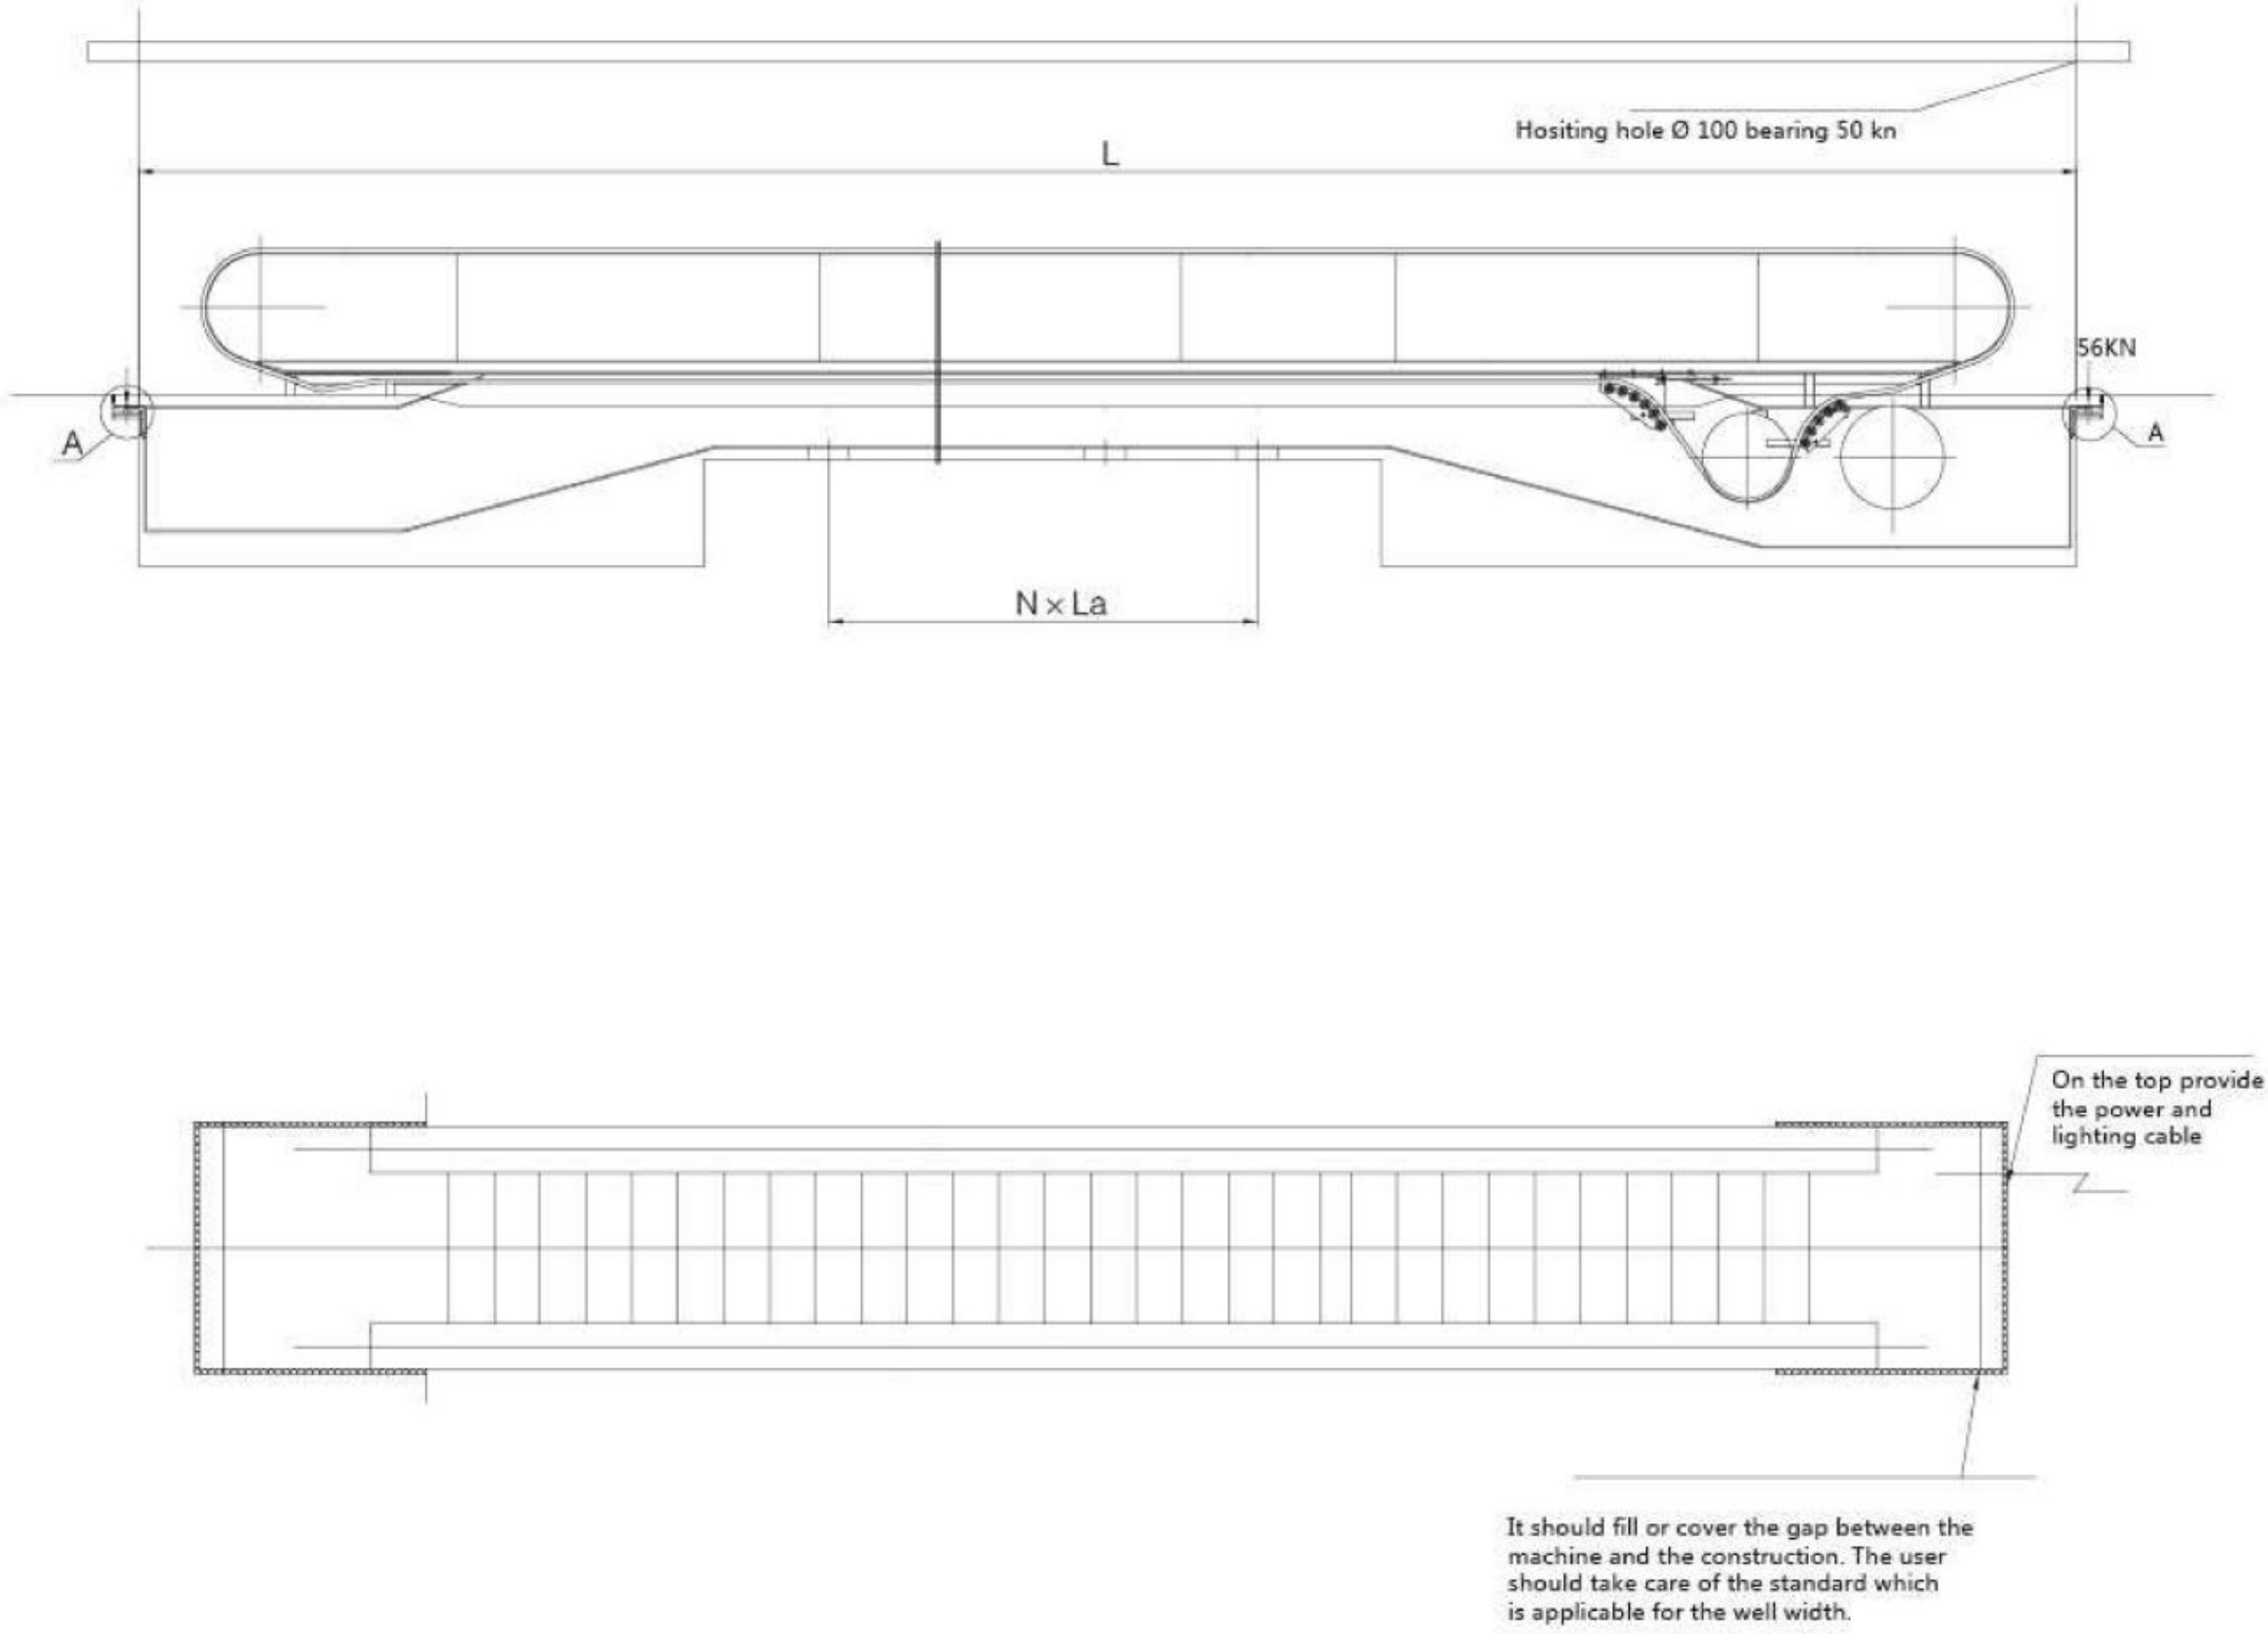 Hositing hole Ø 100 bearing 50 kn
L
56KN
A
A
N×La
On the top provide
the power and
lighting cable
It should fill or cover the gap between the
machine and the construction. The user
should take care of the standard which
is applicable for the well width.